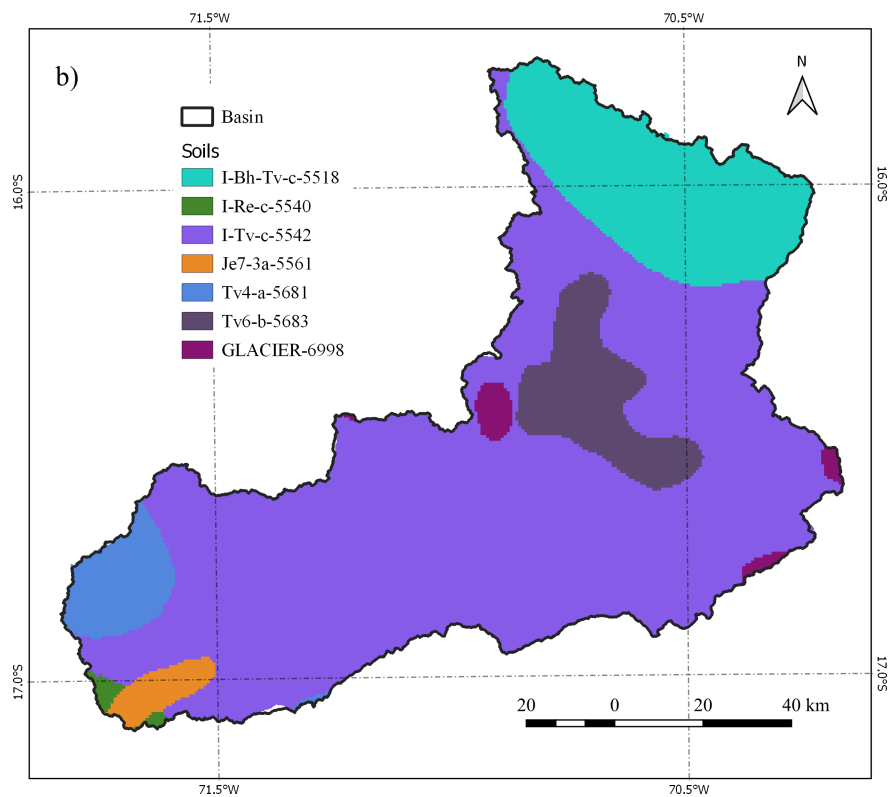 71.5°W
70.5°W
b)
N
Basin
Soils
I-Bh-Tv-c-5518
I-Re-c-5540
I-Tv-c-5542
Je7-3a-5561
Tv4-a-5681
Tv6-b-5683
GLACIER-6998
16.0°S
16.0°S
17.0°S
17.0°S
20 0 20 40 km
71.5°W
70.5°W